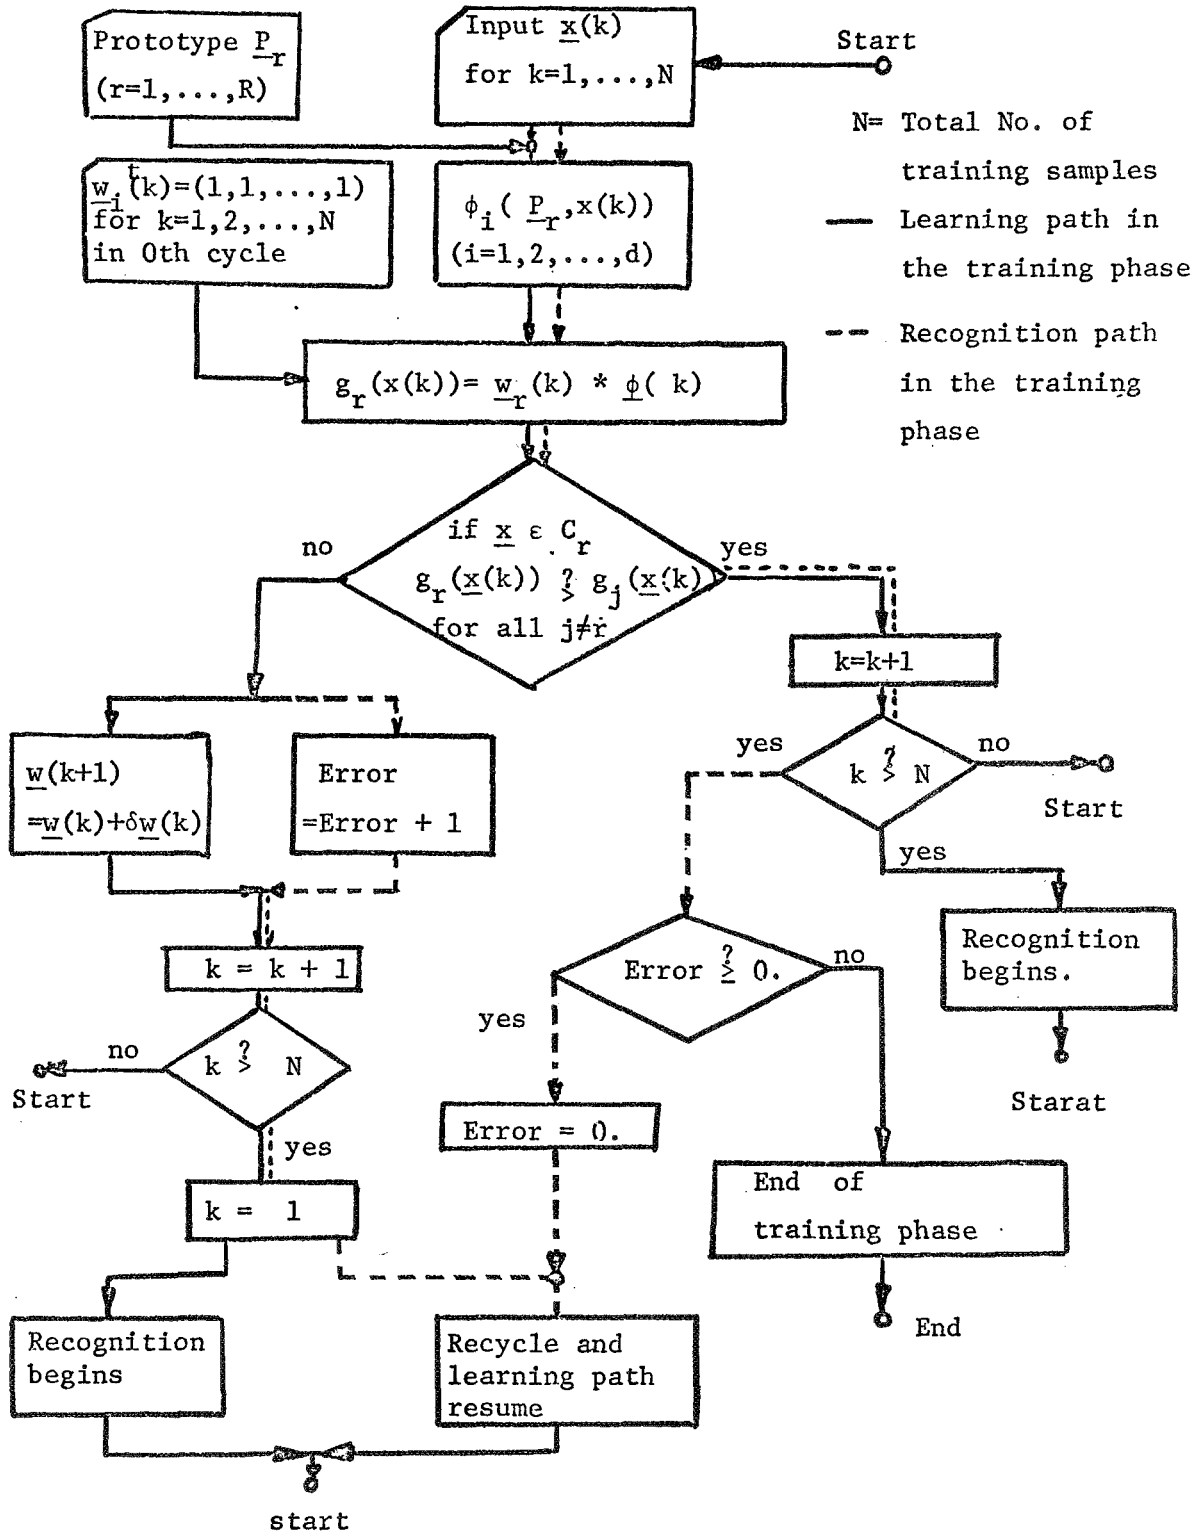 Prototype P_r
(r=1,...,R)
Input x(k)
for k=1,...,N
Start
N= Total No. of
training samples
Learning path in
the training phase
Recognition path
in the training
phase
w_i^t(k)=(1,1,...,1)
for k=1,2,...,N
in 0th cycle
ϕ_i( P_r,x(k))
(i=1,2,...,d)
g_r(x(k))= w_r(k) * ϕ( k)
if x ε C_r
g_r(x(k)) ?> g_j(x(k))
for all j≠r
no
yes
k=k+1
k ?> N
yes
no
Start
yes
Recognition
begins.
Starat
w(k+1)
=w(k)+δw(k)
Error
=Error + 1
k = k + 1
k ?> N
no
Start
yes
k = 1
Recognition
begins
Error ?≥ 0.
no
yes
Error = 0.
End of
training phase
End
Recycle and
learning path
resume
start